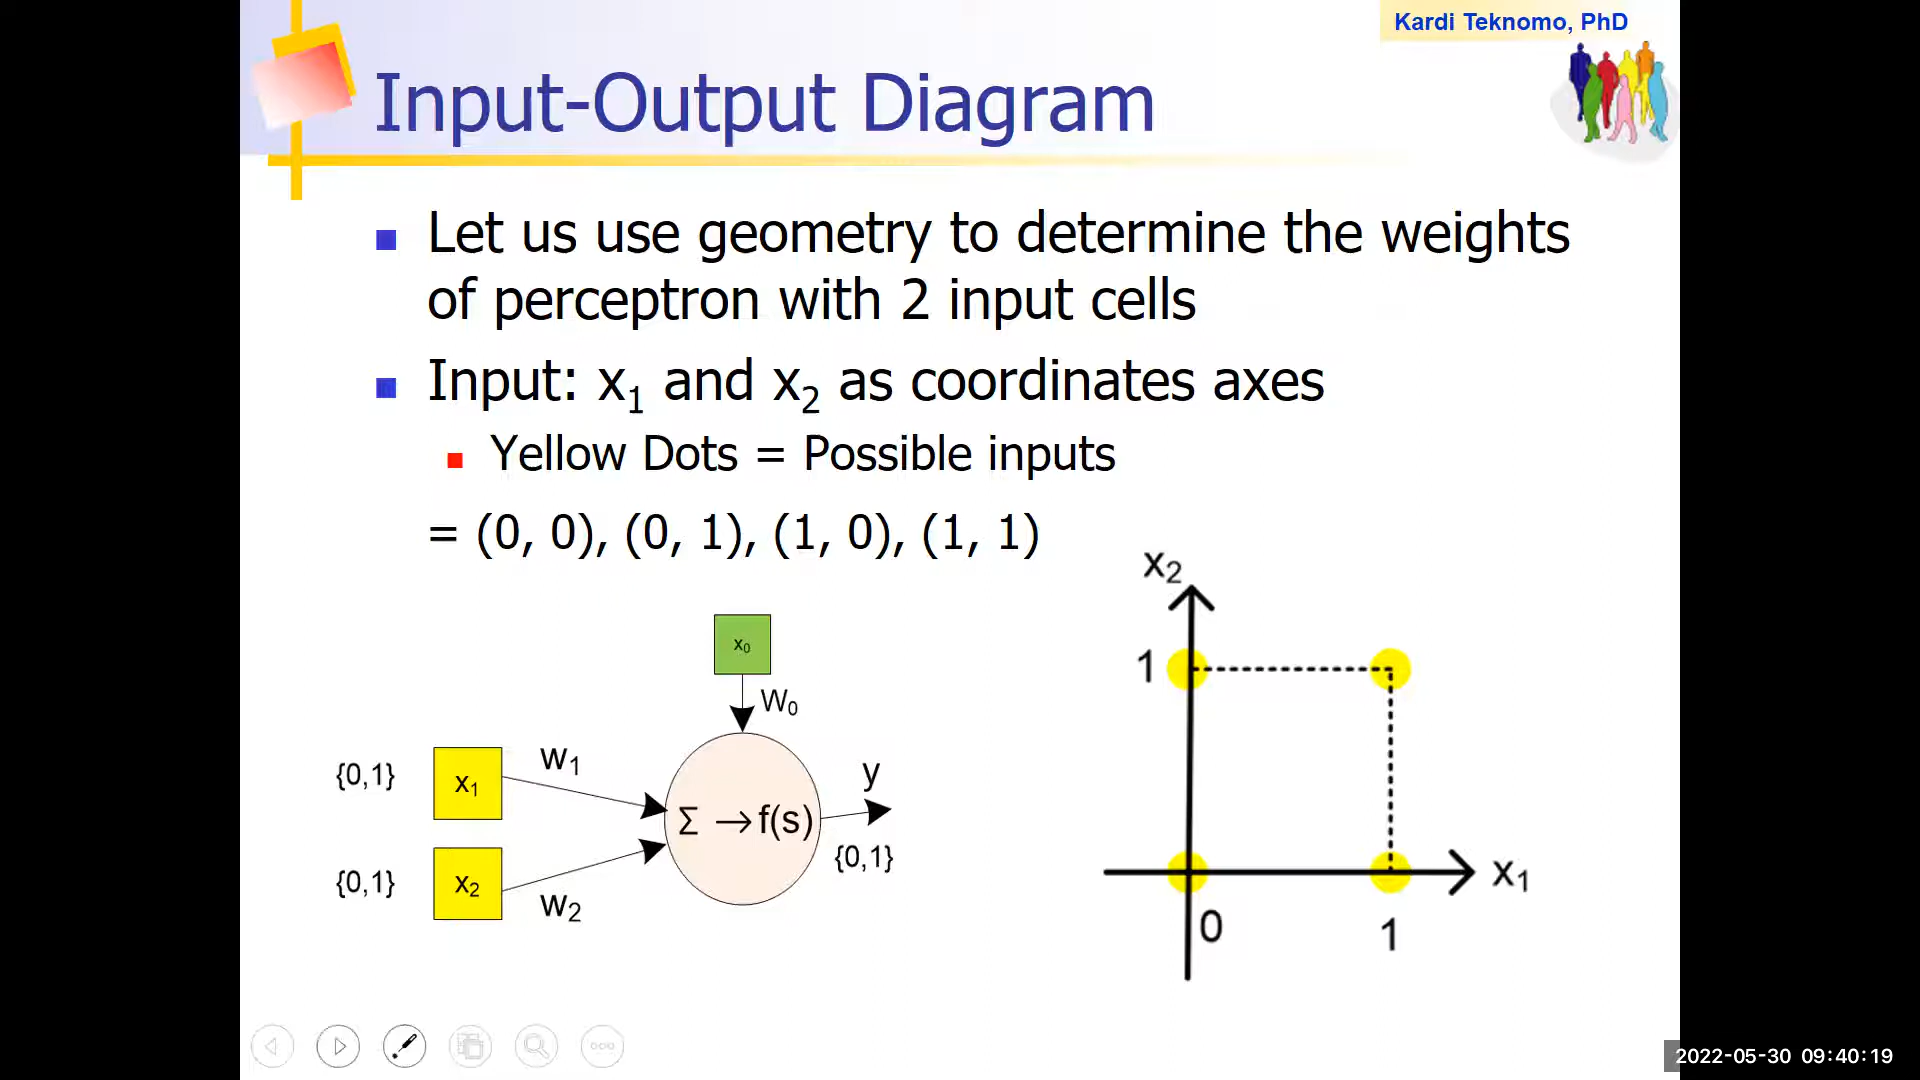 Kardi Teknomo, PhD
Input-Output Diagram
Let us use geometry to determine the weights
of perceptron with 2 input cells
Input: x₁ and x₂ as coordinates axes
Yellow Dots = Possible inputs
= (0, 0), (0, 1), (1, 0), (1, 1)
x₀
W₀
{0,1}
x₁
w₁
{0,1}
x₂
w₂
Σ → f(s)
y
{0,1}
x₂
1
x₁
0
1
2022-05-30 09:40:19